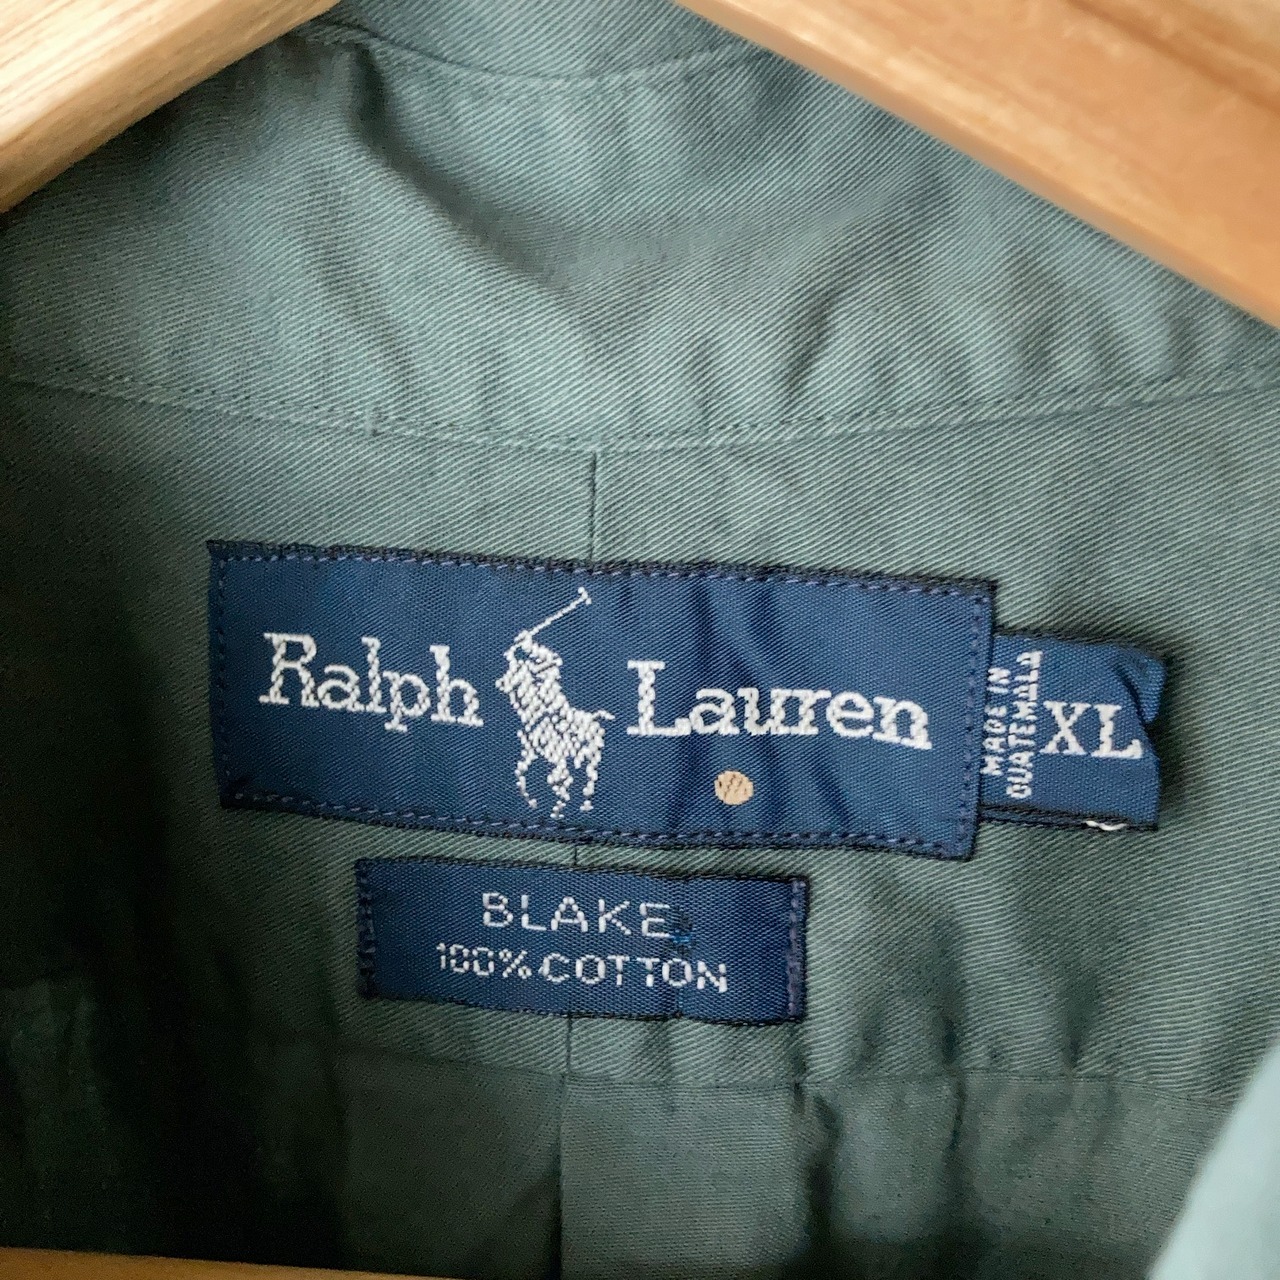 Ralph Lauren
MADE IN
GUATEMALA
XL
BLAKE
100% COTTON